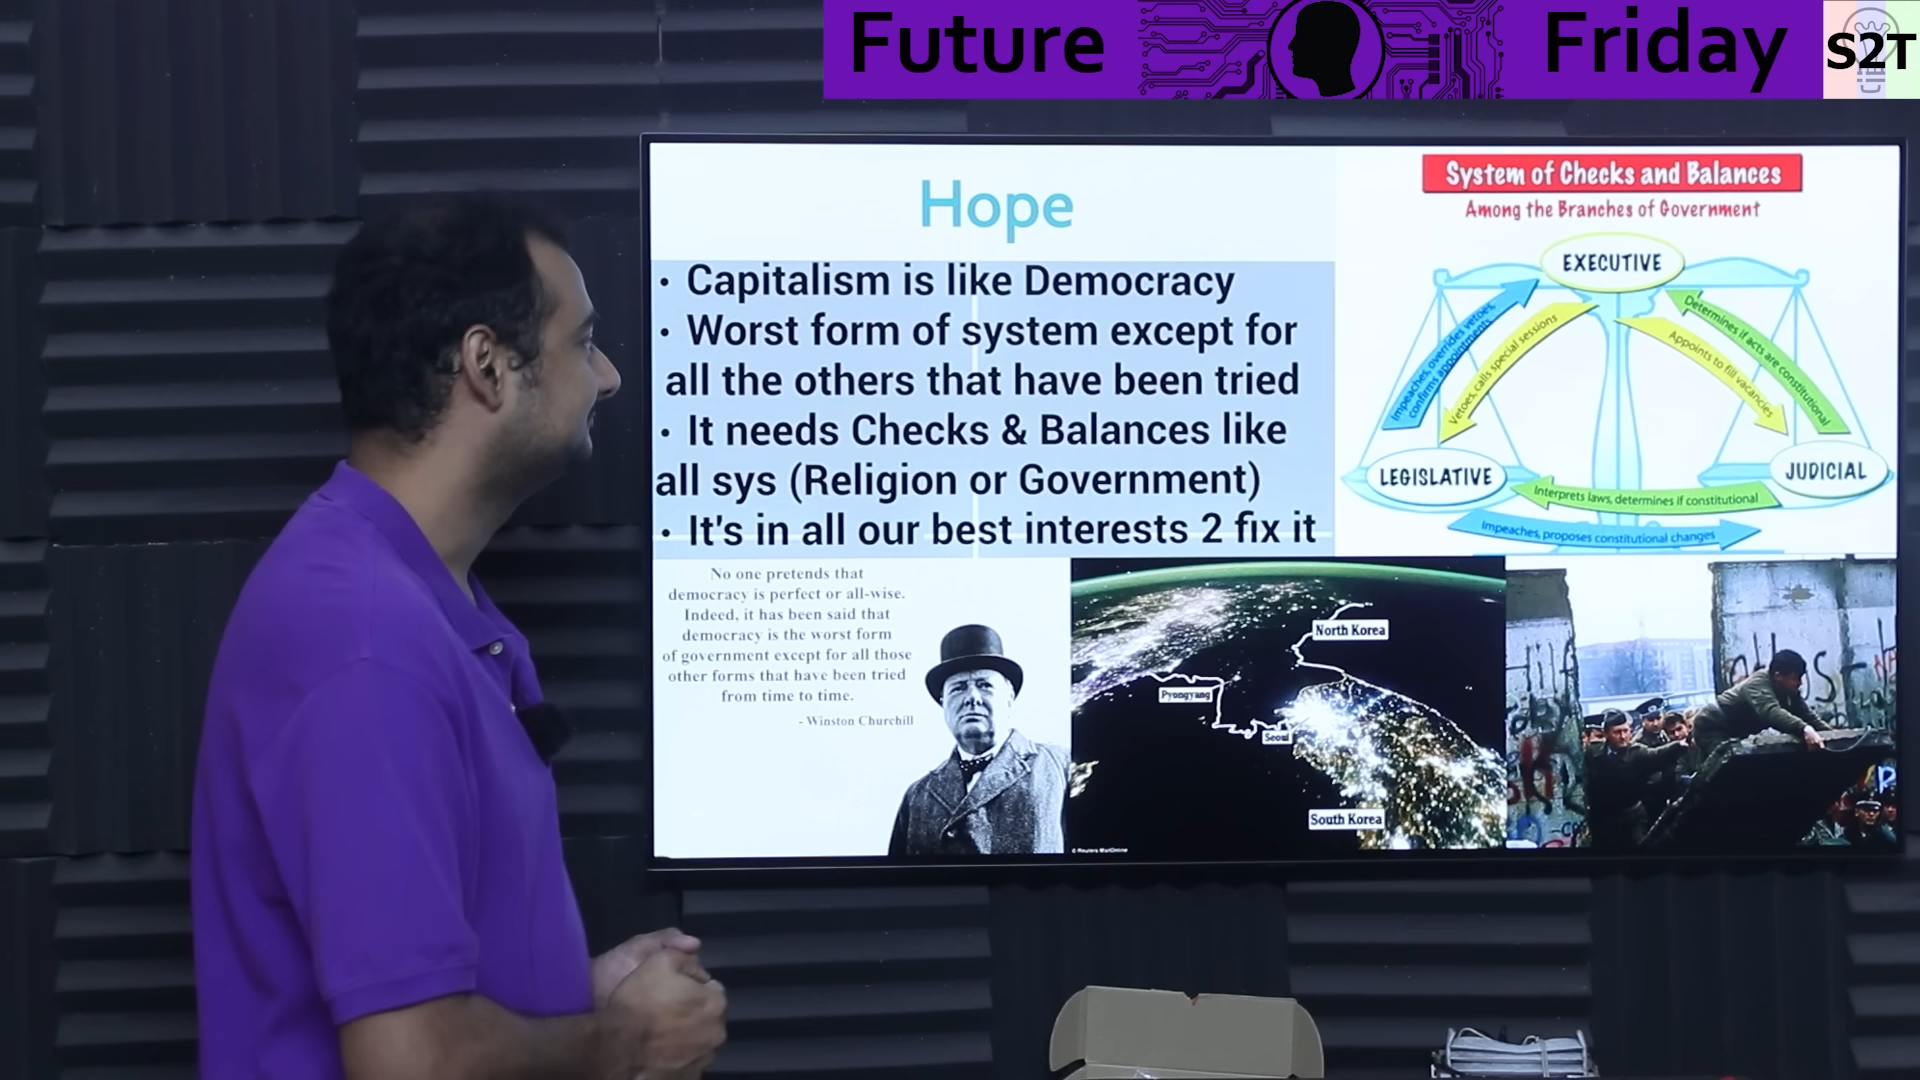 Future Friday S2T
Hope
• Capitalism is like Democracy
• Worst form of system except for
all the others that have been tried
• It needs Checks & Balances like
all sys (Religion or Government)
• It's in all our best interests 2 fix it
System of Checks and Balances
Among the Branches of Government
EXECUTIVE
Impeaches, overrides vetoes,
confirms appointments
Vetoes, calls special sessions
Appoints to fill vacancies
Determines if acts are constitutional
LEGISLATIVE
JUDICIAL
Interprets laws, determines if constitutional
Impeaches, proposes constitutional changes
No one pretends that
democracy is perfect or all-wise.
Indeed, it has been said that
democracy is the worst form
of government except for all those
other forms that have been tried
from time to time.
- Winston Churchill
North Korea
Pyongyang
Seoul
South Korea